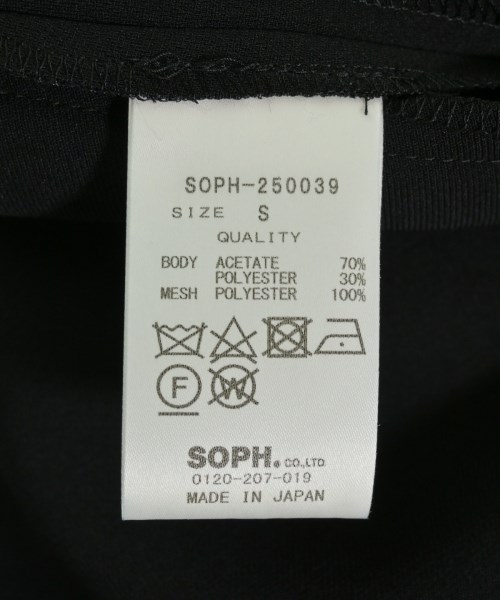 SOPH-250039
SIZE S
QUALITY
BODY ACETATE 70%
POLYESTER 30%
MESH POLYESTER 100%
F W
SOPH. CO.,LTD.
0120-207-019
MADE IN JAPAN